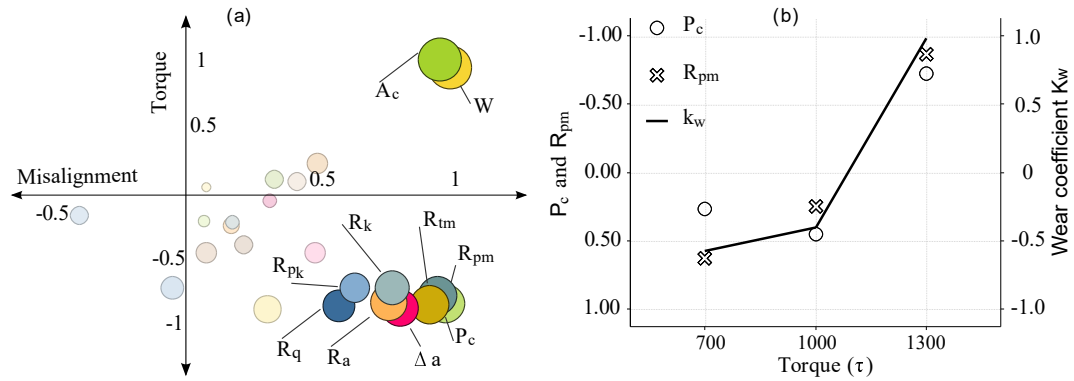 (a)
Torque
1
A_c
W
0.5
Misalignment
0.5
1
-0.5
-0.5
R_k
R_tm
R_pk
R_pm
-1
R_q
R_a
Δ a
P_c
(b)
P_c and R_pm
-1.00
-0.50
0.00
0.50
1.00
P_c
R_pm
k_w
1.0
0.5
0
-0.5
-1.0
Wear coefficient K_w
700
1000
1300
Torque (τ)